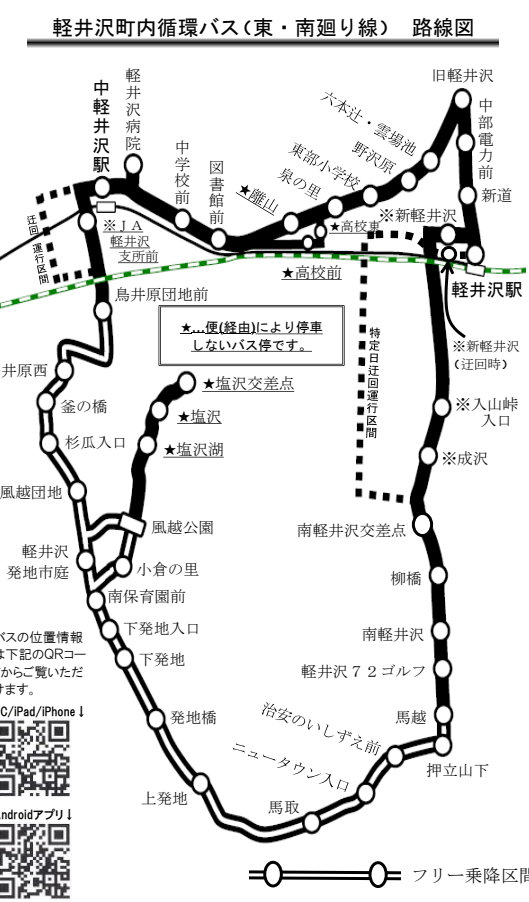 軽井沢町内循環バス（東・南廻り線）　路線図
旧軽井沢
六本辻・雲場池
中部電力前
軽井沢病院
中軽井沢駅
野沢原
東部小学校
中学校前
図書館前
泉の里
★離山
新道
※新軽井沢
★高校東
迂回運行区間
※ＪＡ
軽井沢
支所前
★高校前
軽井沢駅
鳥井原団地前
★…便(経由)により停車
しないバス停です。
特定日迂回運行区間
※新軽井沢
（迂回時）
井原西
★塩沢交差点
釜の橋
★塩沢
※入山峠
入口
杉瓜入口
★塩沢湖
※成沢
風越団地
風越公園
南軽井沢交差点
軽井沢
発地市庭
小倉の里
柳橋
南保育園前
下発地入口
南軽井沢
バスの位置情報
は下記のQRコー
からご覧いただ
けます。
下発地
軽井沢７２ゴルフ
C/iPad/iPhone↓
発地橋
治安のいしずえ前
馬越
ニュータウン入口
押立山下
上発地
馬取
ndroidアプリ↓
フリー乗降区間